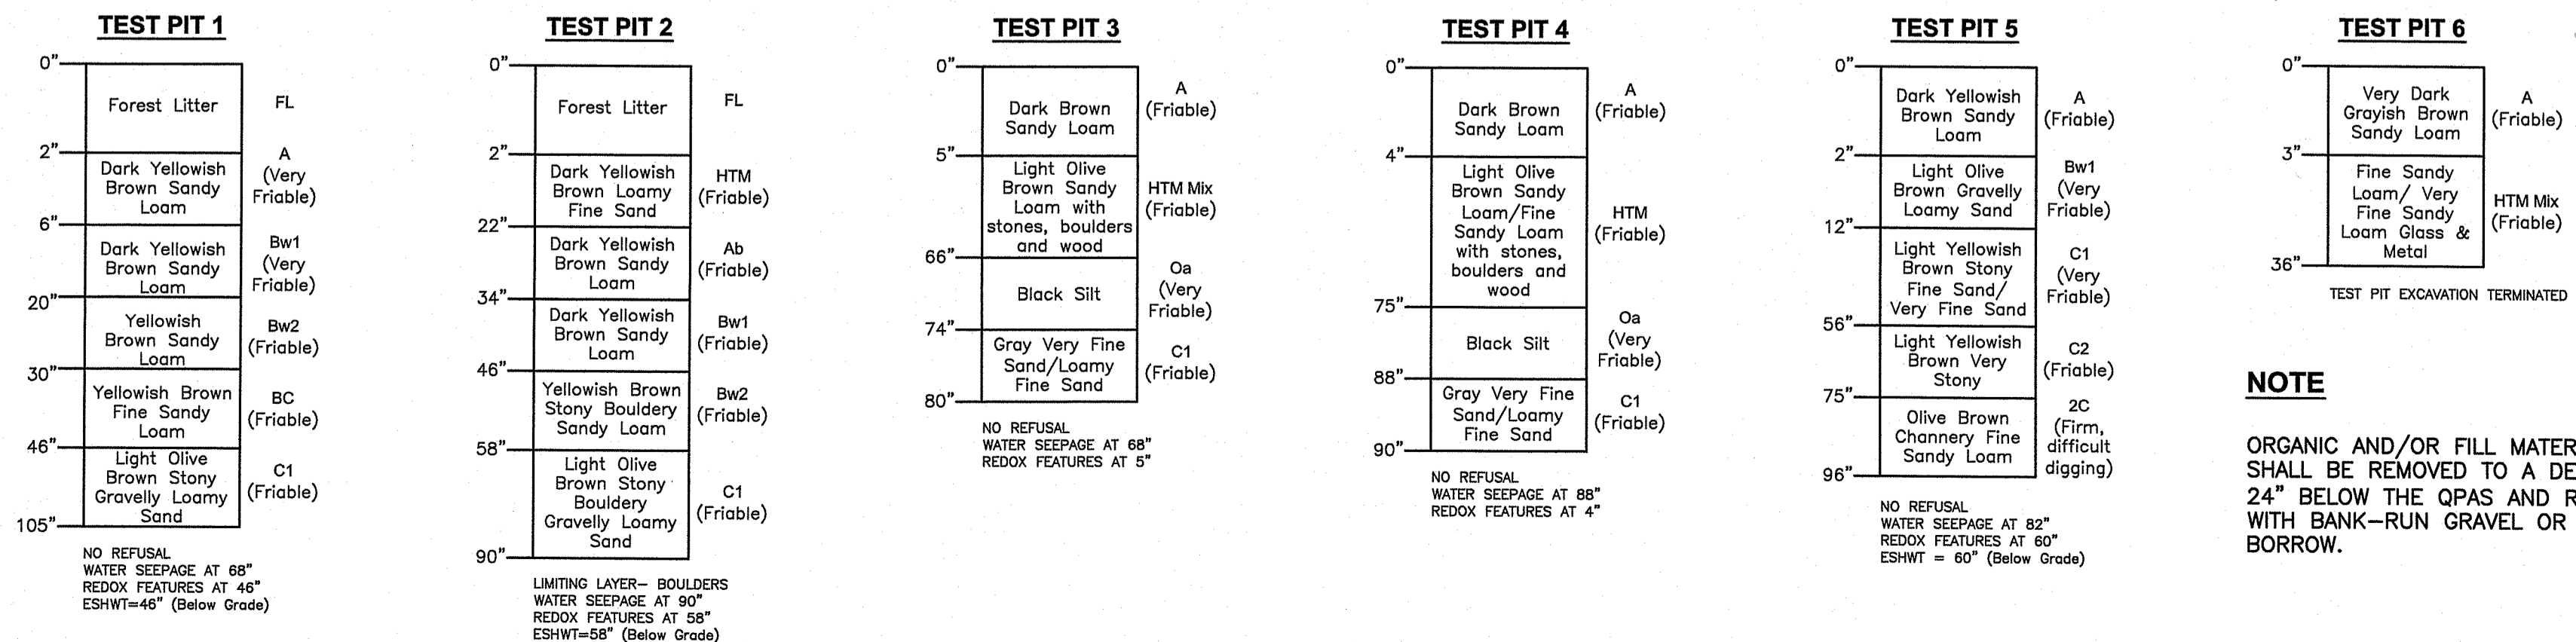 TEST PIT 1
0"
Forest Litter
FL
2"
Dark Yellowish
Brown Sandy
Loam
A
(Very
Friable)
6"
Dark Yellowish
Brown Sandy
Loam
Bw1
(Very
Friable)
20"
Yellowish
Brown Sandy
Loam
Bw2
(Friable)
30"
Yellowish Brown
Fine Sandy
Loam
BC
(Friable)
46"
Light Olive
Brown Stony
Gravelly Loamy
Sand
C1
(Friable)
105"
NO REFUSAL
WATER SEEPAGE AT 68"
REDOX FEATURES AT 46"
ESHWT=46" (Below Grade)
TEST PIT 2
0"
Forest Litter
FL
2"
Dark Yellowish
Brown Loamy
Fine Sand
HTM
(Friable)
22"
Dark Yellowish
Brown Sandy
Loam
Ab
(Friable)
34"
Dark Yellowish
Brown Sandy
Loam
Bw1
(Friable)
46"
Yellowish Brown
Stony Bouldery
Sandy Loam
Bw2
(Friable)
58"
Light Olive
Brown Stony
Bouldery
Gravelly Loamy
Sand
C1
(Friable)
90"
LIMITING LAYER– BOULDERS
WATER SEEPAGE AT 90"
REDOX FEATURES AT 58"
ESHWT=58" (Below Grade)
TEST PIT 3
0"
Dark Brown
Sandy Loam
A
(Friable)
5"
Light Olive
Brown Sandy
Loam with
stones, boulders
and wood
HTM Mix
(Friable)
66"
Black Silt
Oa
(Very
Friable)
74"
Gray Very Fine
Sand/Loamy
Fine Sand
C1
(Friable)
80"
NO REFUSAL
WATER SEEPAGE AT 68"
REDOX FEATURES AT 5"
TEST PIT 4
0"
Dark Brown
Sandy Loam
A
(Friable)
4"
Light Olive
Brown Sandy
Loam/Fine
Sandy Loam
with stones,
boulders and
wood
HTM
(Friable)
75"
Black Silt
Oa
(Very
Friable)
88"
Gray Very Fine
Sand/Loamy
Fine Sand
C1
(Friable)
90"
NO REFUSAL
WATER SEEPAGE AT 88"
REDOX FEATURES AT 4"
TEST PIT 5
0"
Dark Yellowish
Brown Sandy
Loam
A
(Friable)
2"
Light Olive
Brown Gravelly
Loamy Sand
Bw1
(Very
Friable)
12"
Light Yellowish
Brown Stony
Fine Sand/
Very Fine Sand
C1
(Very
Friable)
56"
Light Yellowish
Brown Very
Stony
C2
(Friable)
75"
Olive Brown
Channery Fine
Sandy Loam
2C
(Firm,
difficult
digging)
96"
NO REFUSAL
WATER SEEPAGE AT 82"
REDOX FEATURES AT 60"
ESHWT = 60" (Below Grade)
TEST PIT 6
0"
Very Dark
Grayish Brown
Sandy Loam
A
(Friable)
3"
Fine Sandy
Loam/ Very
Fine Sandy
Loam Glass &
Metal
HTM Mix
(Friable)
36"
TEST PIT EXCAVATION TERMINATED
NOTE
ORGANIC AND/OR FILL MATER
SHALL BE REMOVED TO A DE
24" BELOW THE QPAS AND R
WITH BANK–RUN GRAVEL OR
BORROW.